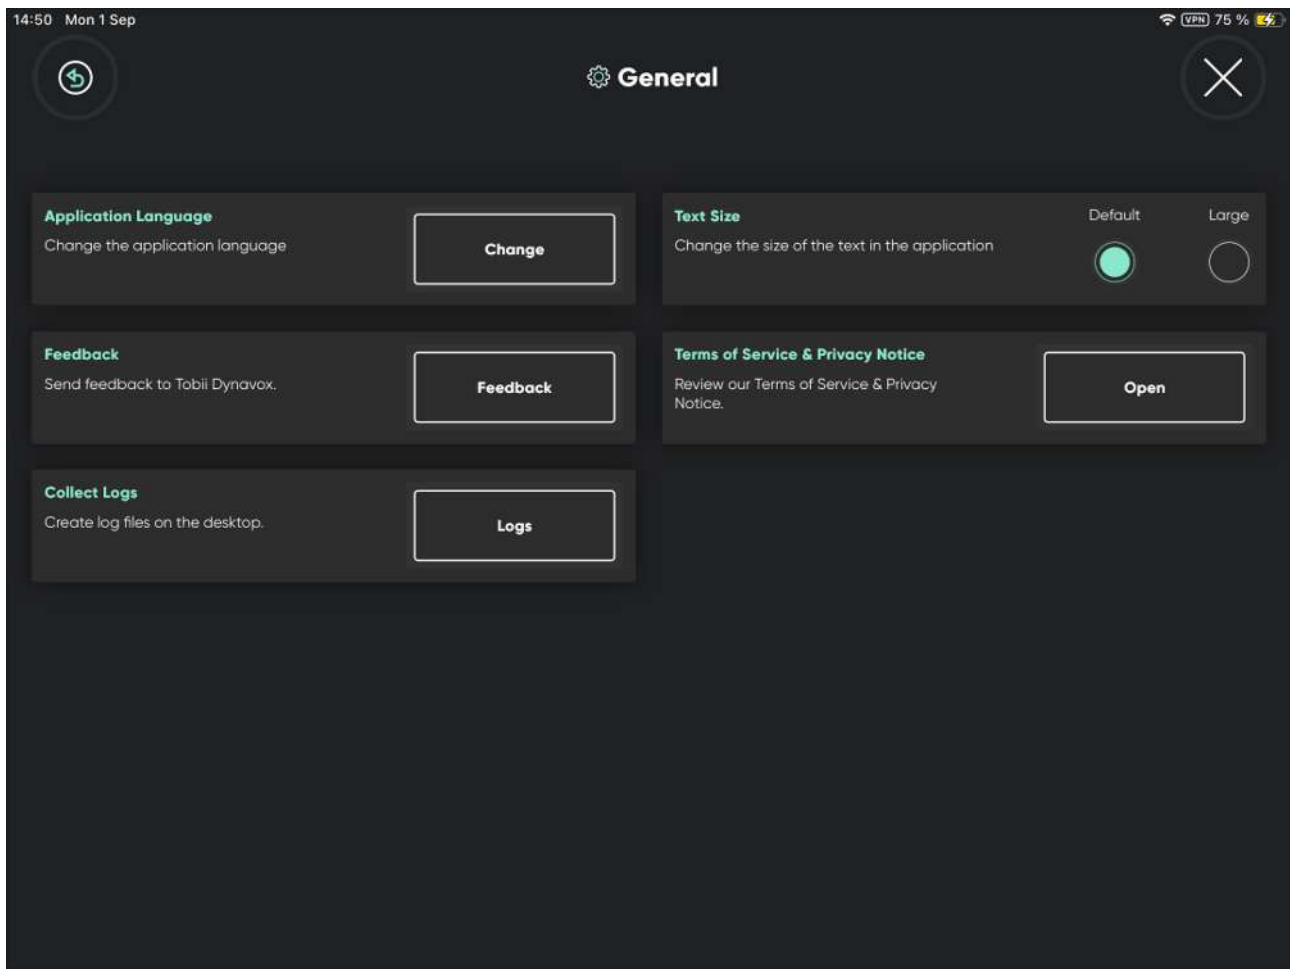 14:50 Mon 1 Sep
VPN 75 %
General
Application Language
Change the application language
Change
Text Size
Change the size of the text in the application
Default
Large
Feedback
Send feedback to Tobii Dynavox.
Feedback
Terms of Service & Privacy Notice
Review our Terms of Service & Privacy
Notice.
Open
Collect Logs
Create log files on the desktop.
Logs